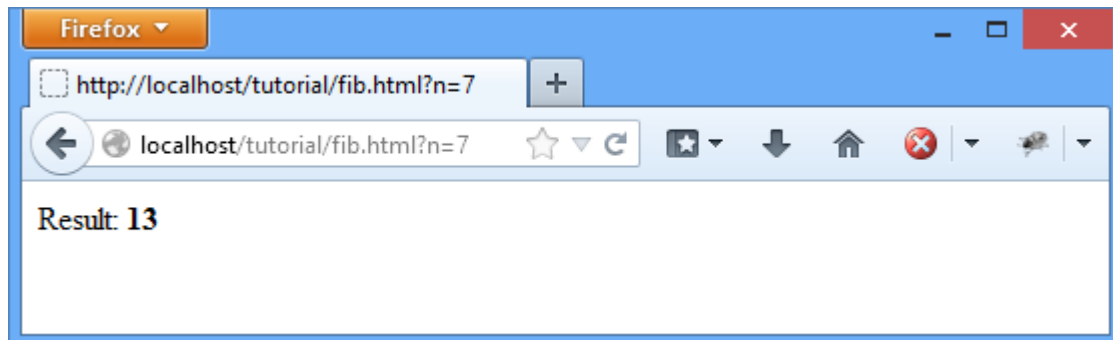 Firefox
http://localhost/tutorial/fib.html?n=7
localhost/tutorial/fib.html?n=7
Result: 13